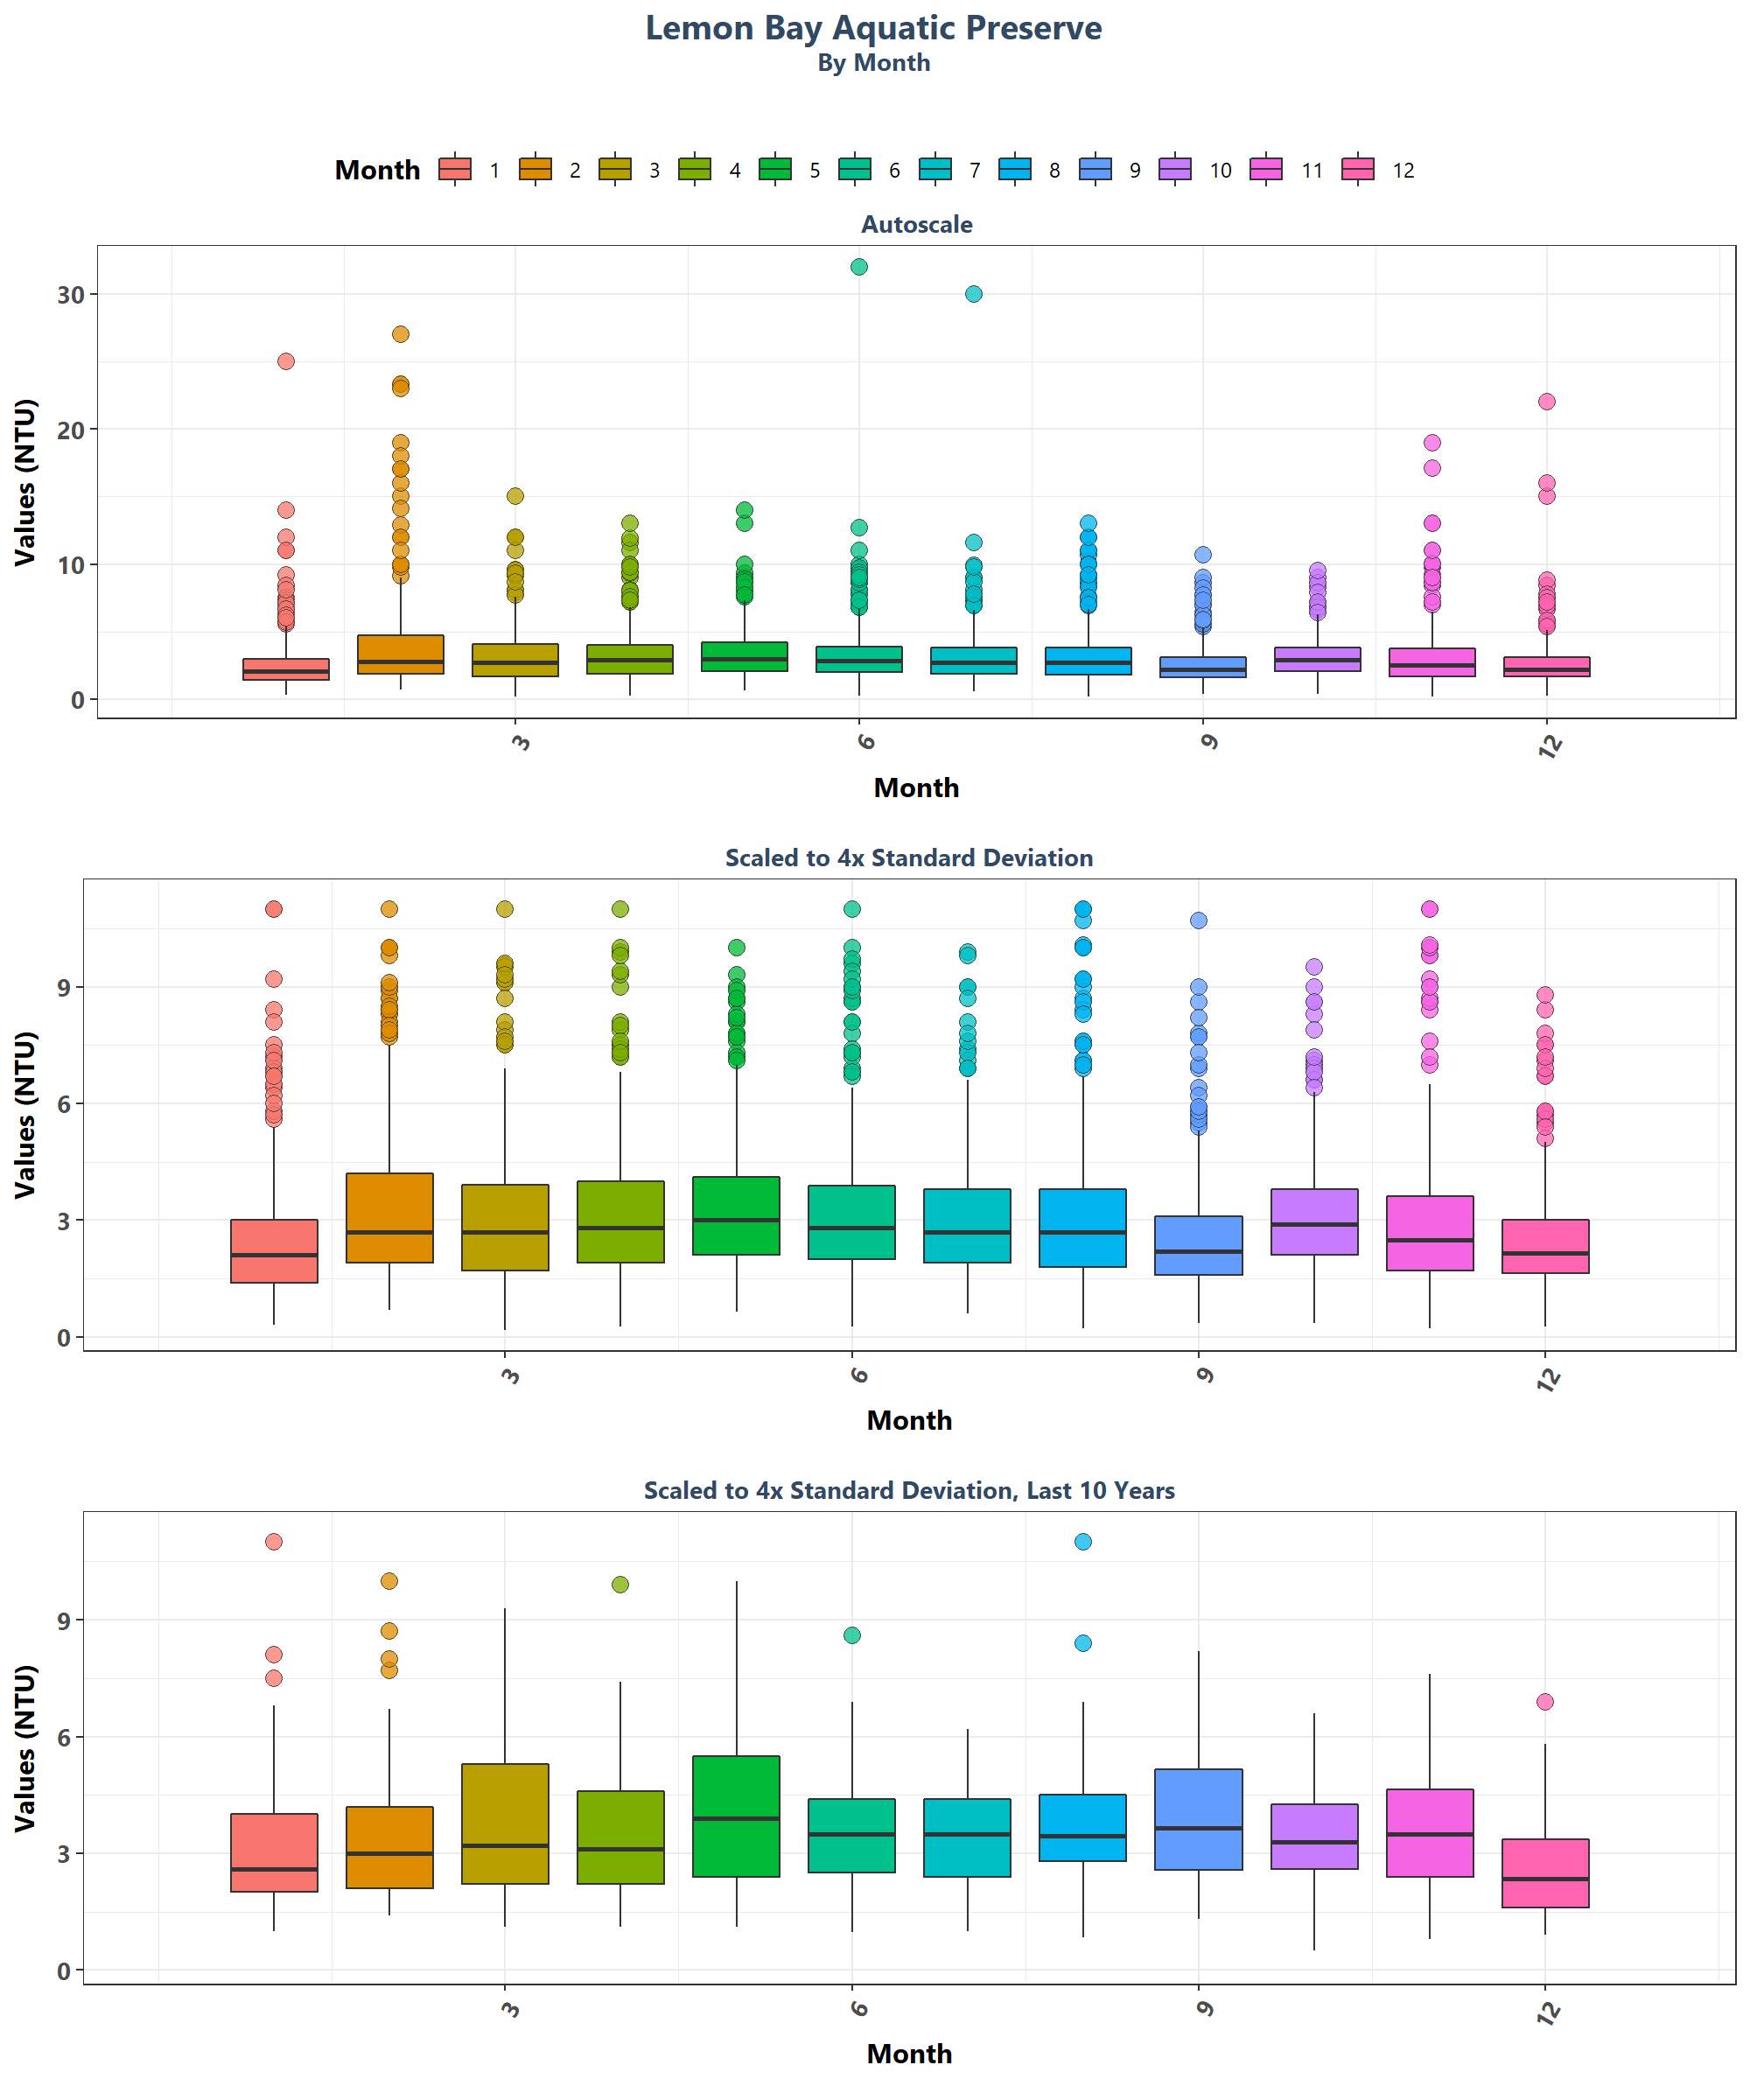 Lemon Bay Aquatic Preserve
By Month
Month 1 2 3 4 5 6 7 8 9 10 11 12
Autoscale
Values (NTU)
30
20
10
0
3 6 9 12
Month
Scaled to 4x Standard Deviation
Values (NTU)
9
6
3
0
3 6 9 12
Month
Scaled to 4x Standard Deviation, Last 10 Years
Values (NTU)
9
6
3
0
3 6 9 12
Month